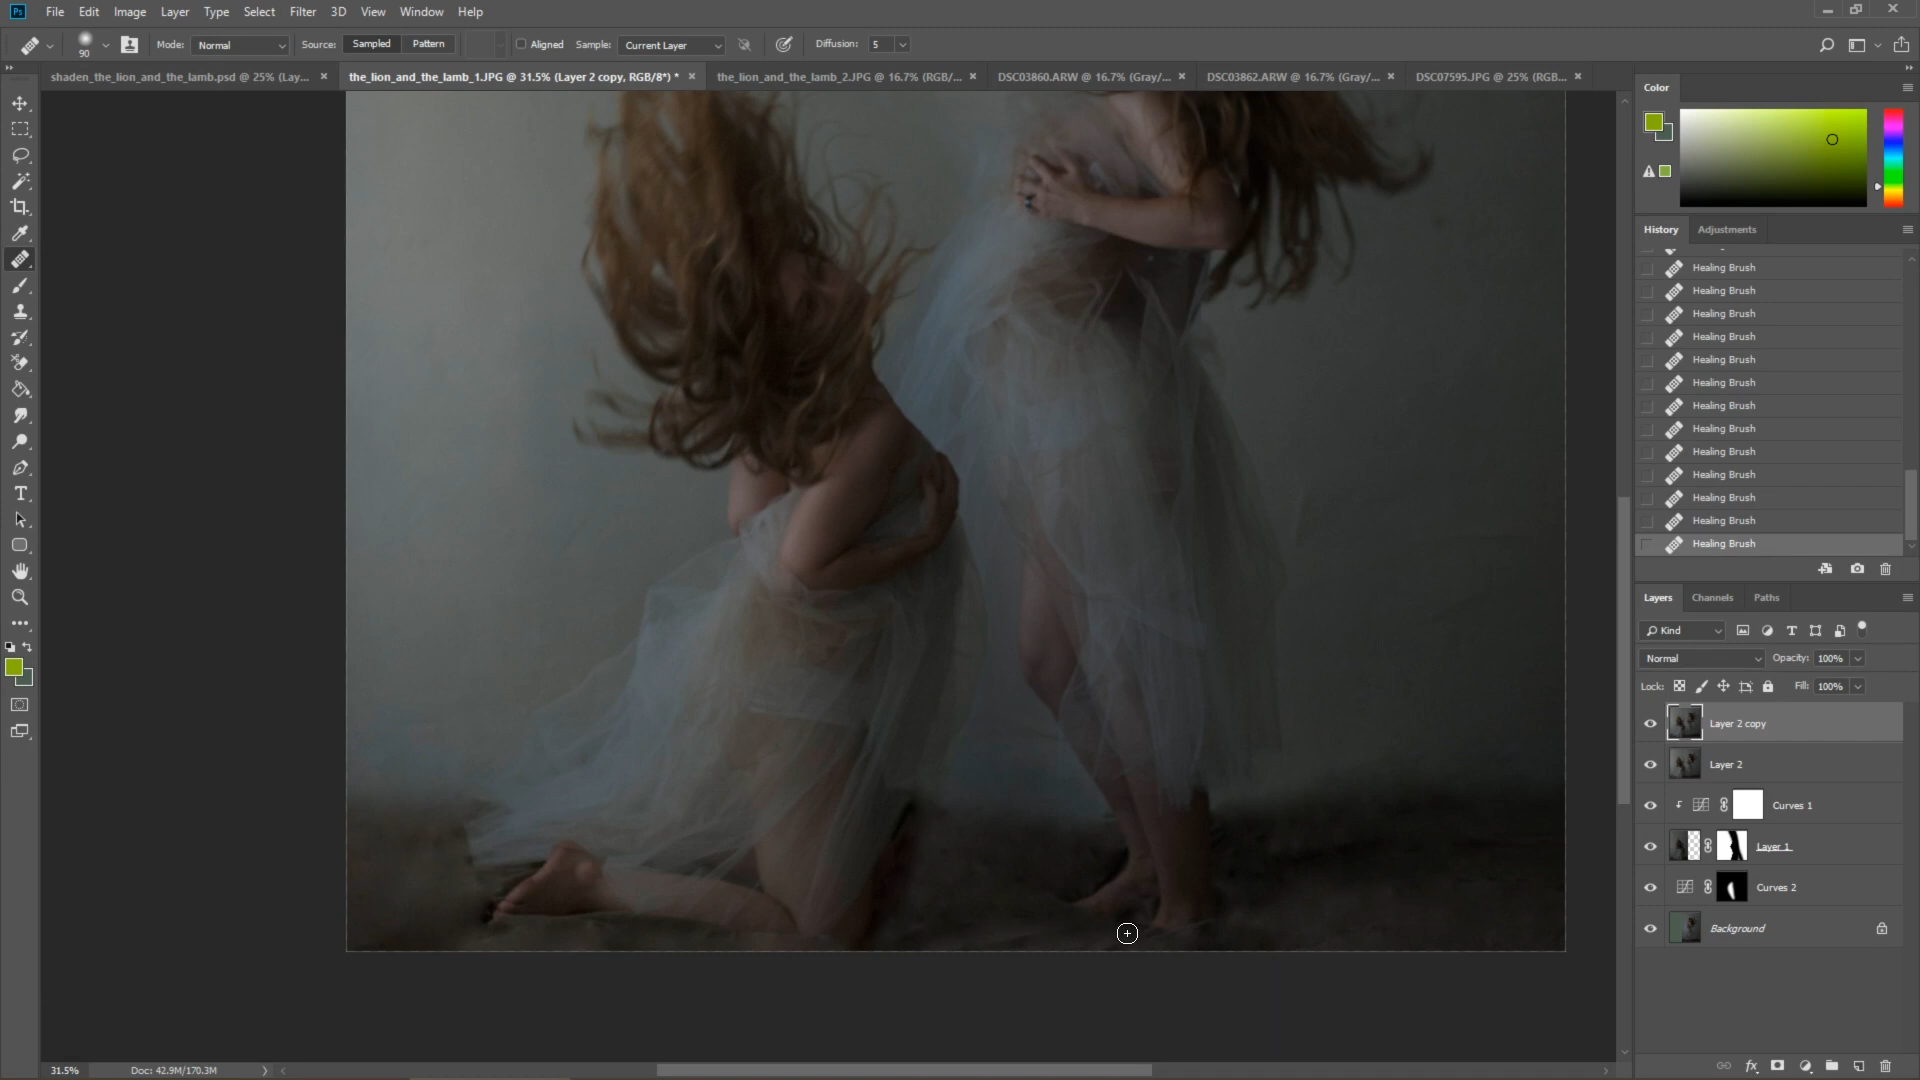 Ps File Edit Image Layer Type Select Filter 3D View Window Help
90 Mode: Normal Source: Sampled Pattern Aligned Sample: Current Layer Diffusion: 5
shaden_the_lion_and_the_lamb.psd @ 25% (Lay... × the_lion_and_the_lamb_1.JPG @ 31.5% (Layer 2 copy, RGB/8*) * × the_lion_and_the_lamb_2.JPG @ 16.7% (RGB/... × DSC03860.ARW @ 16.7% (Gray/... × DSC03862.ARW @ 16.7% (Gray/... × DSC07595.JPG @ 25% (RGB... ×
Color
History Adjustments
Healing Brush
Healing Brush
Healing Brush
Healing Brush
Healing Brush
Healing Brush
Healing Brush
Healing Brush
Healing Brush
Healing Brush
Healing Brush
Healing Brush
Healing Brush
Layers Channels Paths
Kind
Normal Opacity: 100%
Lock: Fill: 100%
Layer 2 copy
Layer 2
Curves 1
Layer 1
Curves 2
Background
31.5% Doc: 42.9M/170.3M